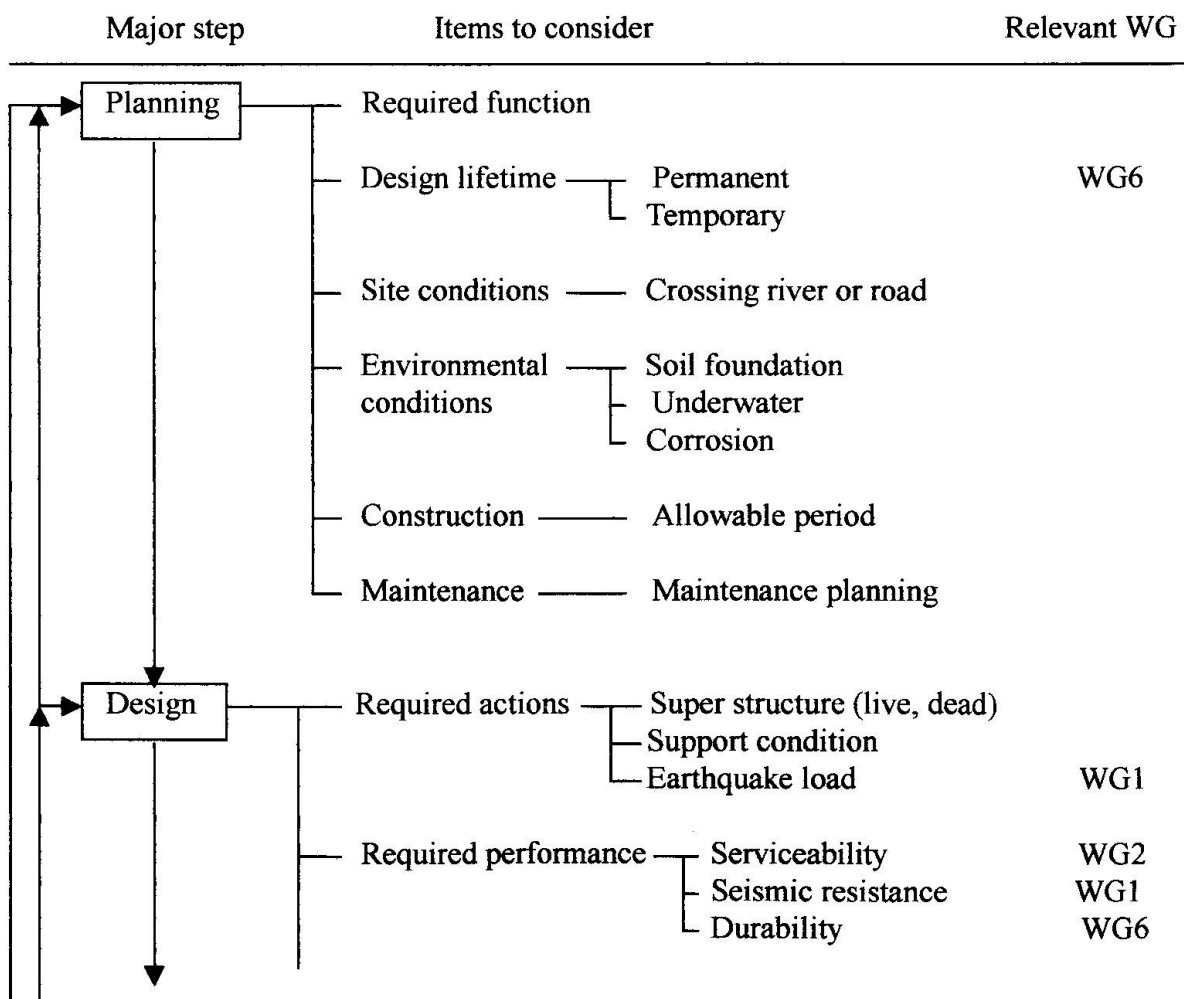 Major step Items to consider Relevant WG
Planning Required function
Design lifetime Permanent WG6
Temporary
Site conditions Crossing river or road
Environmental Soil foundation
conditions Underwater
Corrosion
Construction Allowable period
Maintenance Maintenance planning
Design Required actions Super structure (live, dead)
Support condition
Earthquake load WG1
Required performance Serviceability WG2
Seismic resistance WG1
Durability WG6